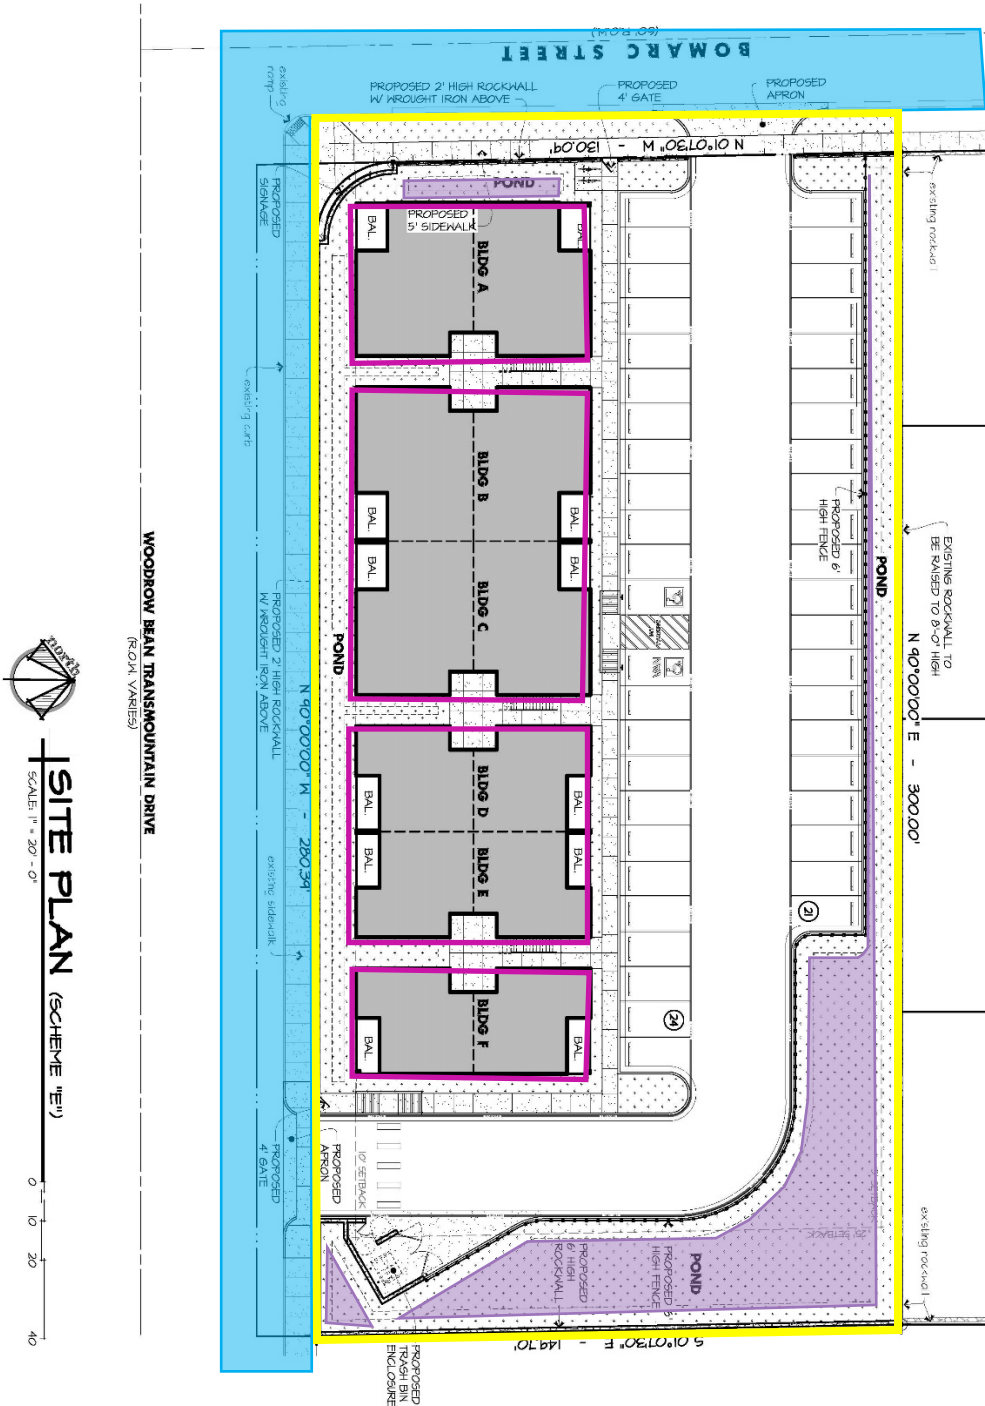 (60' R.O.W.)
BOMARC STREET
existing
ramp
PROPOSED 2' HIGH ROCKWALL
W/ WROUGHT IRON ABOVE
PROPOSED
4' GATE
PROPOSED
APRON
N 01°07'30" W - 130.09'
PROPOSED
SIGNAGE
POND
PROPOSED
5' SIDEWALK
existing rockwall
BAL.
BAL.
BLDG A
existing curb
BLDG B
BAL.
BAL.
BAL.
BAL.
BLDG C
PROPOSED 6'
HIGH FENCE
EXISTING ROCKWALL TO
BE RAISED TO 8'-0" HIGH
POND
N 90°00'00" E - 300.00'
WOODROW BEAN TRANSMOUNTAIN DRIVE
(R.O.W. VARIES)
PROPOSED 2' HIGH ROCKWALL
W/ WROUGHT IRON ABOVE
N 90°00'00" W - 280.39'
POND
north
BLDG D
BAL.
BAL.
BAL.
BAL.
BLDG E
existing sidewalk
21
24
SITE PLAN (SCHEME "E")
SCALE: 1" = 20'-0"
0 10 20 40
BLDG F
BAL.
BAL.
PROPOSED
4' GATE
PROPOSED
APRON
10' SETBACK
25' SETBACK
existing rockwall
PROPOSED 6'
HIGH
ROCKWALL
HIGH FENCE
POND
S 01°07'30" E - 149.70'
PROPOSED
TRASH BIN
ENCLOSURE